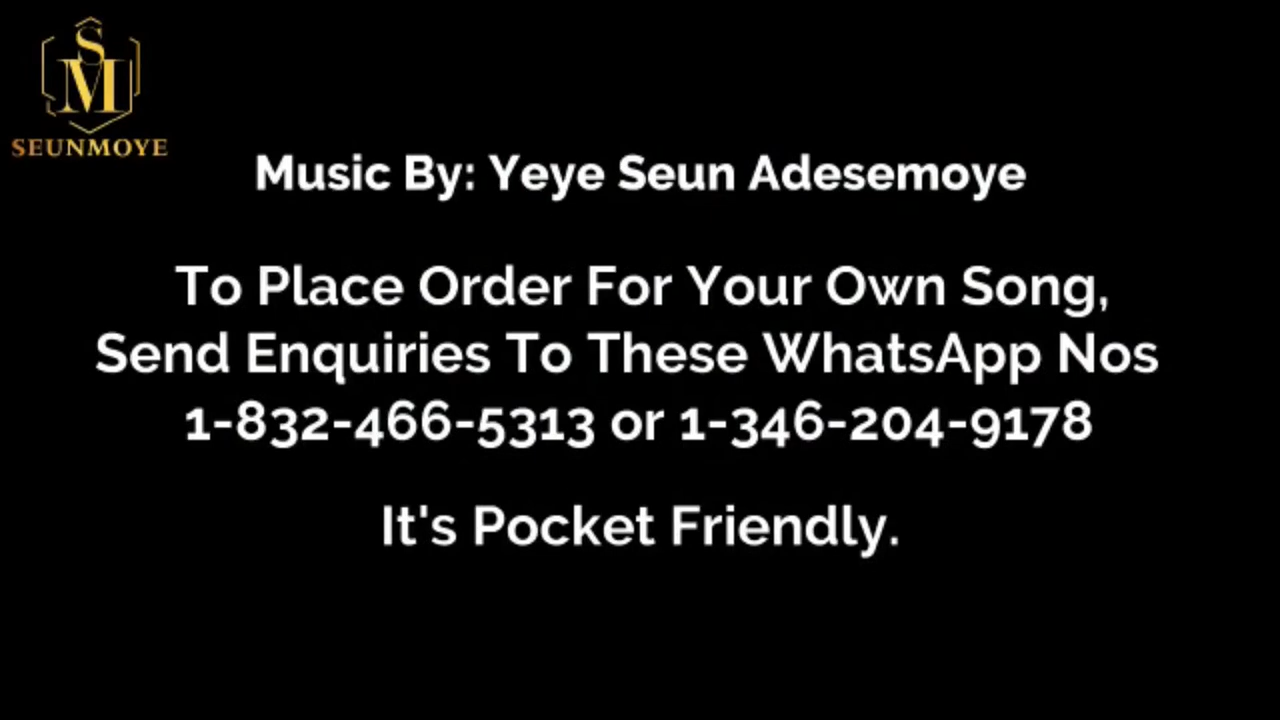 SM
SEUNMOYE
Music By: Yeye Seun Adesemoye
To Place Order For Your Own Song,
Send Enquiries To These WhatsApp Nos
1-832-466-5313 or 1-346-204-9178
It's Pocket Friendly.